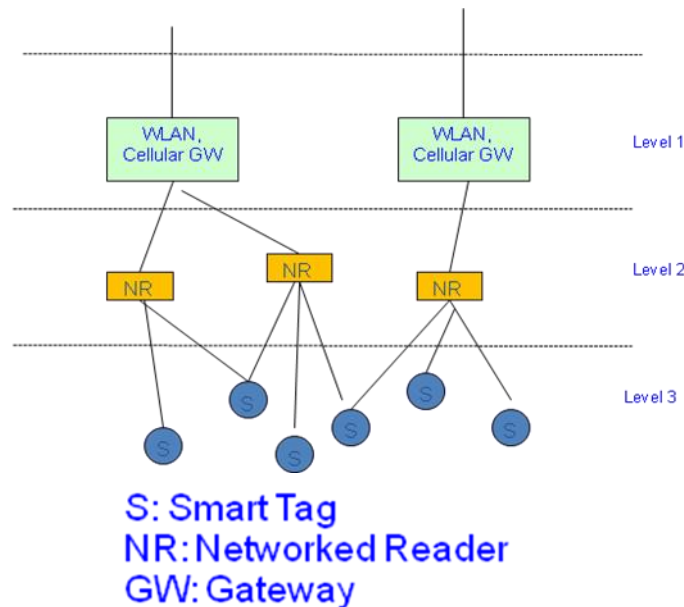 WLAN,
Cellular GW
WLAN,
Cellular GW
Level 1
NR
NR
NR
Level 2
S
S
S
S
S
S
Level 3
S: Smart Tag
NR: Networked Reader
GW: Gateway